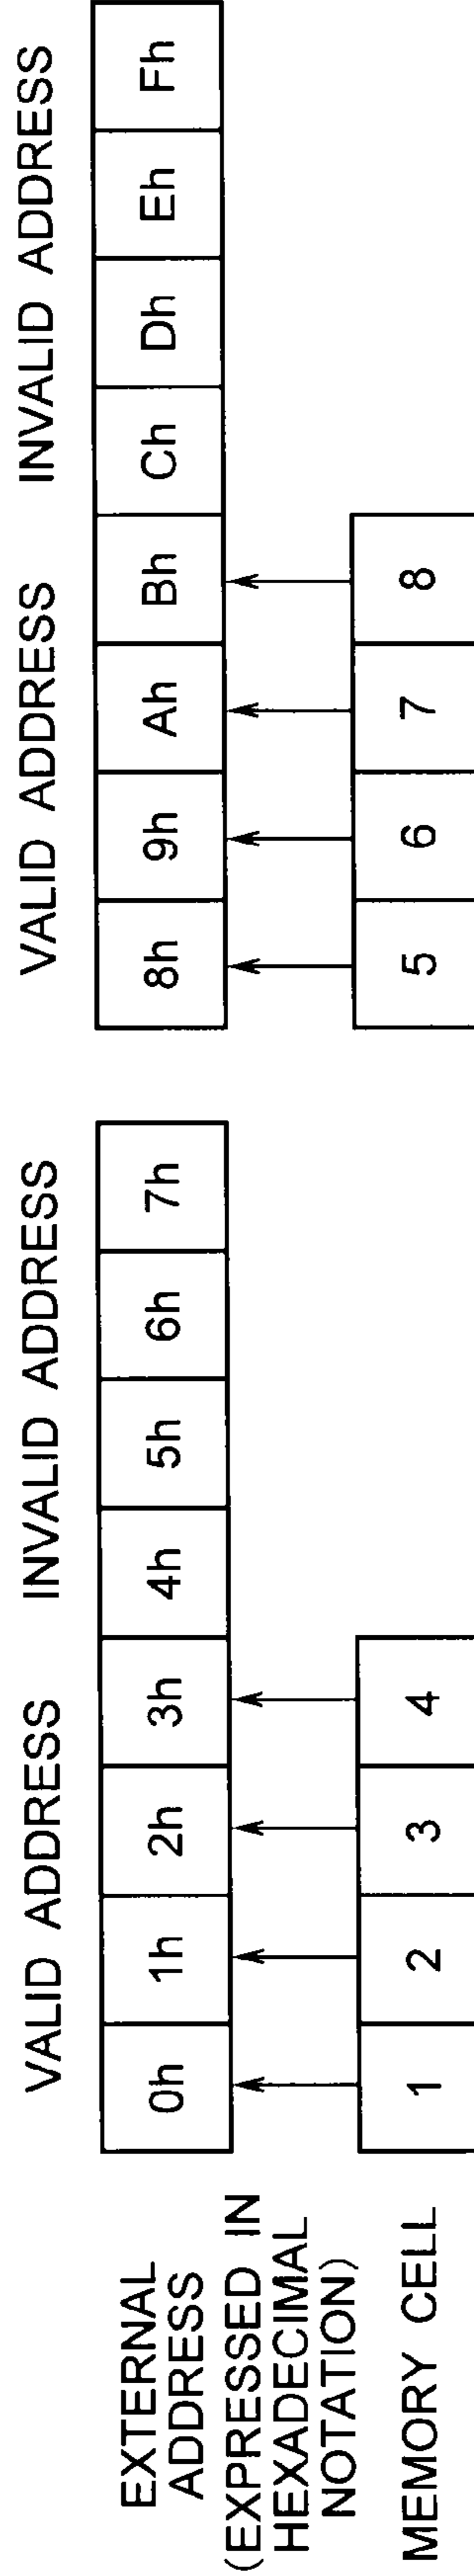 VALID ADDRESS INVALID ADDRESS VALID ADDRESS INVALID ADDRESS
EXTERNAL
ADDRESS
(EXPRESSED IN
HEXADECIMAL
NOTATION)
0h 1h 2h 3h 4h 5h 6h 7h 8h 9h Ah Bh Ch Dh Eh Fh
MEMORY CELL 1 2 3 4 5 6 7 8